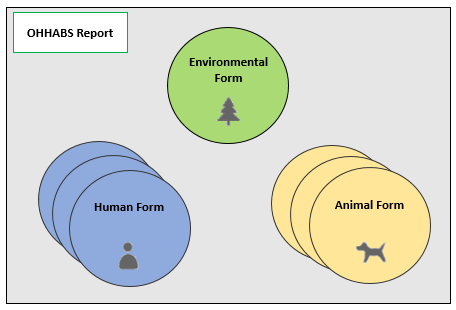 OHHABS Report
Environmental
Form
Human Form
Animal Form